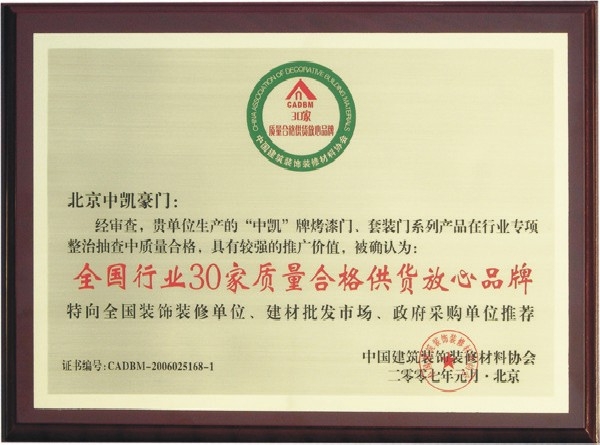 CHINA ASSOCIATION OF DECORATIVE BUILDING MATERIALS
CADBM
30家
质量合格供货放心品牌
中国建筑装饰装修材料协会
北京中凯豪门：
经审查，贵单位生产的“中凯”牌烤漆门、套装门系列产品在行业专项
整治抽查中质量合格，具有较强的推广价值，被确认为：
全国行业30家质量合格供货放心品牌
特向全国装饰装修单位、建材批发市场、政府采购单位推荐
中国建筑装饰装修材料协会
证书编号：CADBM-2006025168-1
二零零七年元月·北京